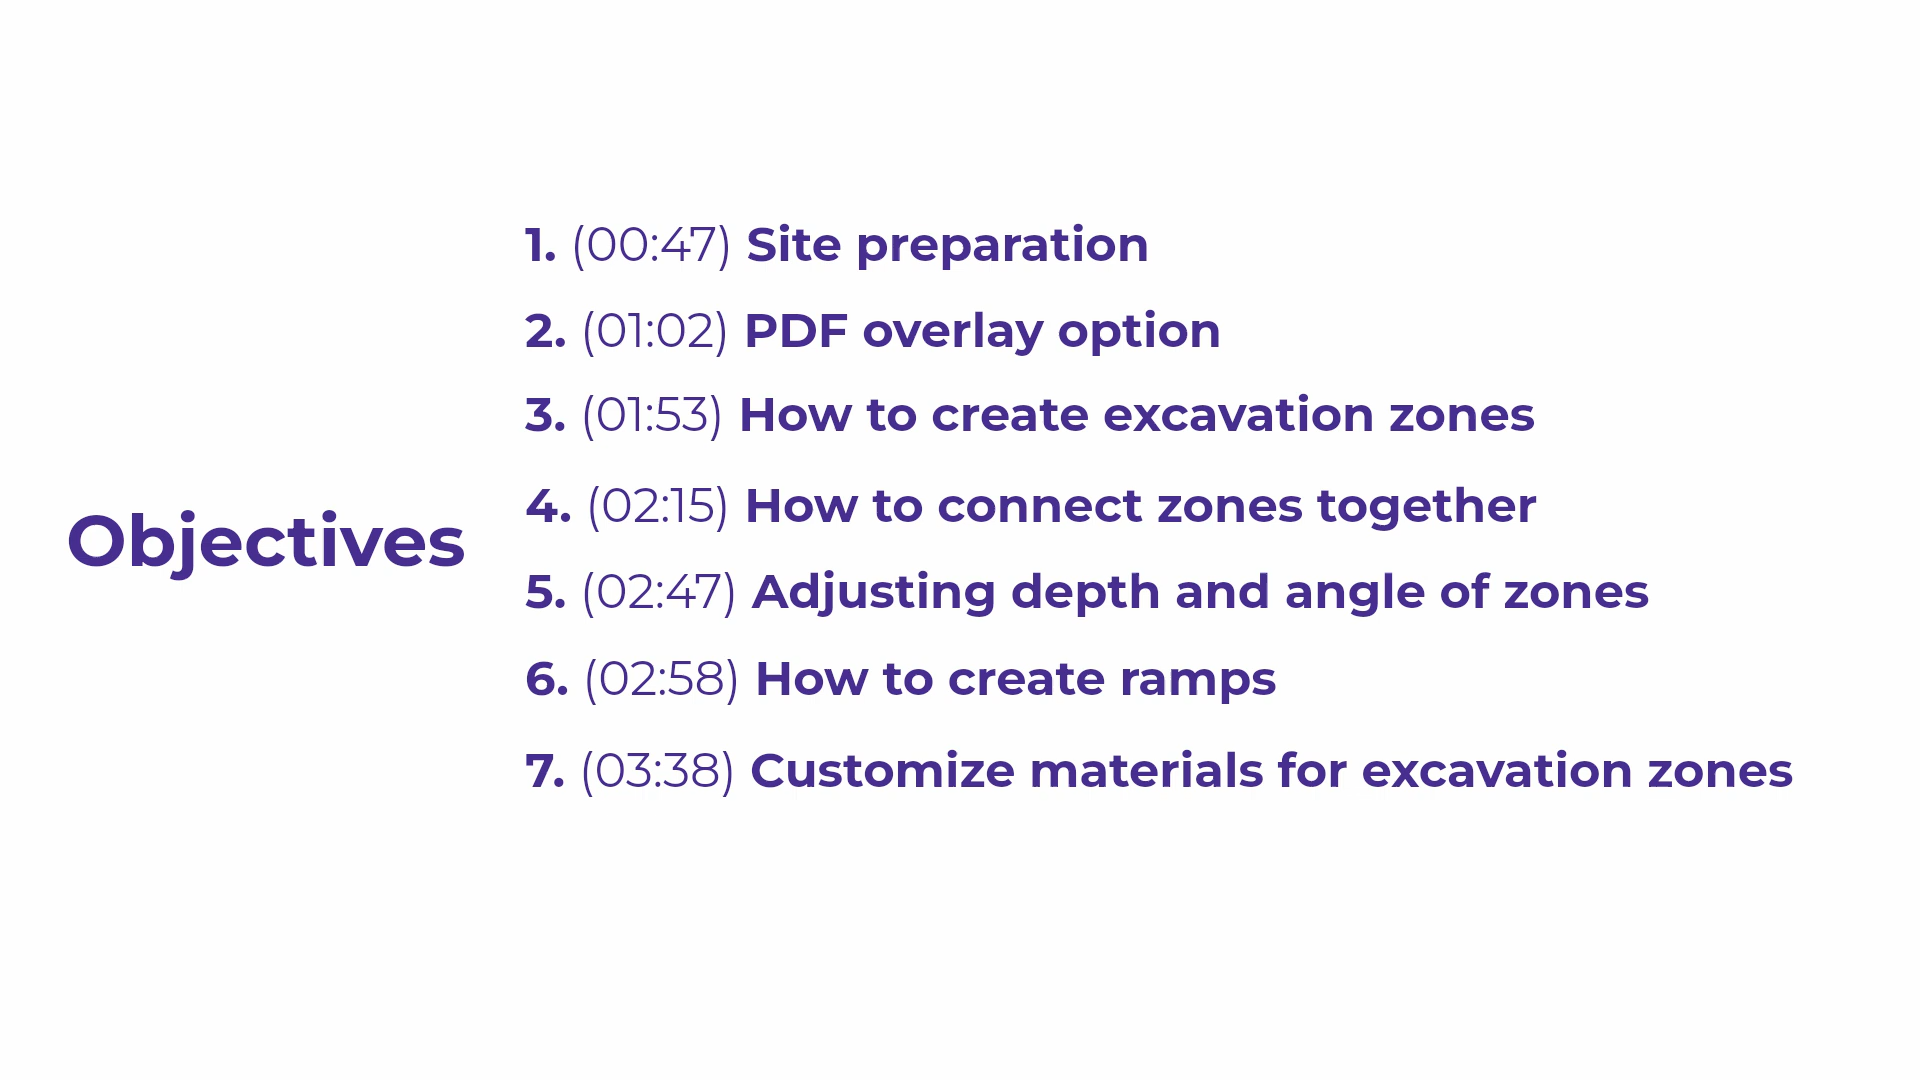 Objectives
1. (00:47) Site preparation
2. (01:02) PDF overlay option
3. (01:53) How to create excavation zones
4. (02:15) How to connect zones together
5. (02:47) Adjusting depth and angle of zones
6. (02:58) How to create ramps
7. (03:38) Customize materials for excavation zones